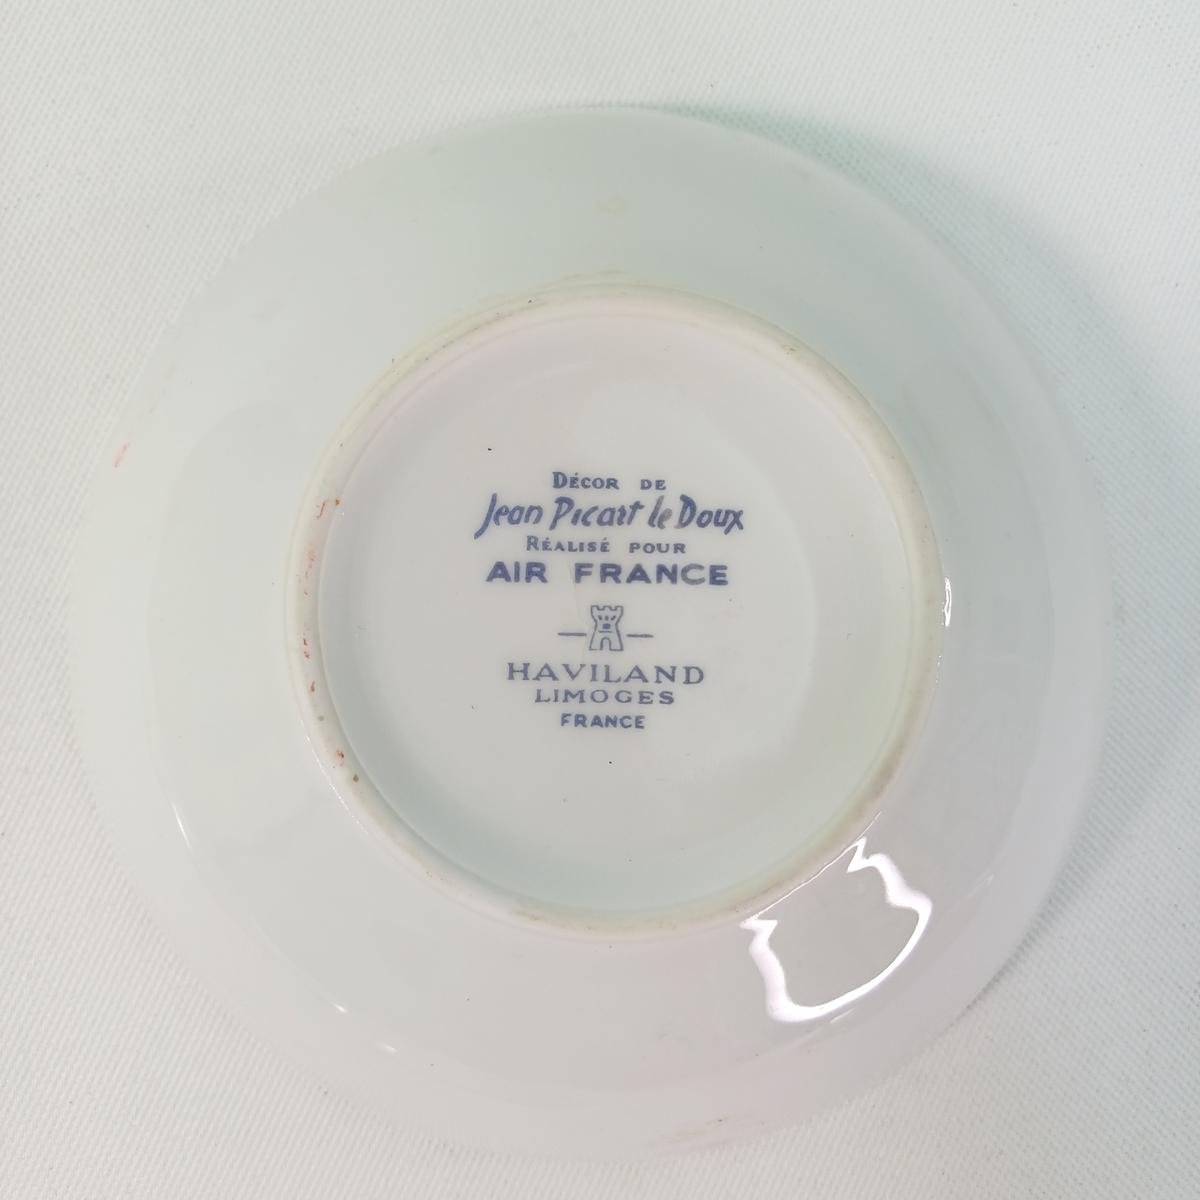 DÉCOR DE
Jean Picart le Doux
RÉALISÉ POUR
AIR FRANCE
HAVILAND
LIMOGES
FRANCE